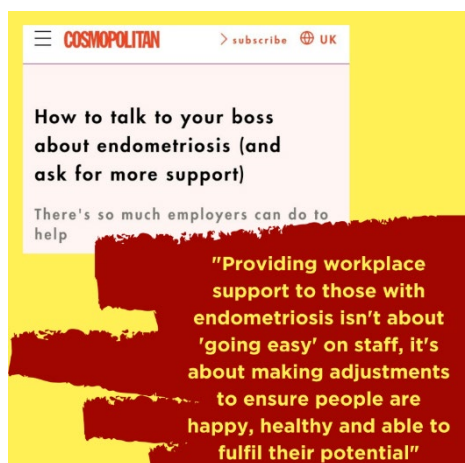 COSMOPOLITAN > subscribe UK
How to talk to your boss
about endometriosis (and
ask for more support)
There's so much employers can do to
help
"Providing workplace
support to those with
endometriosis isn't about
'going easy' on staff, it's
about making adjustments
to ensure people are
happy, healthy and able to
fulfil their potential"